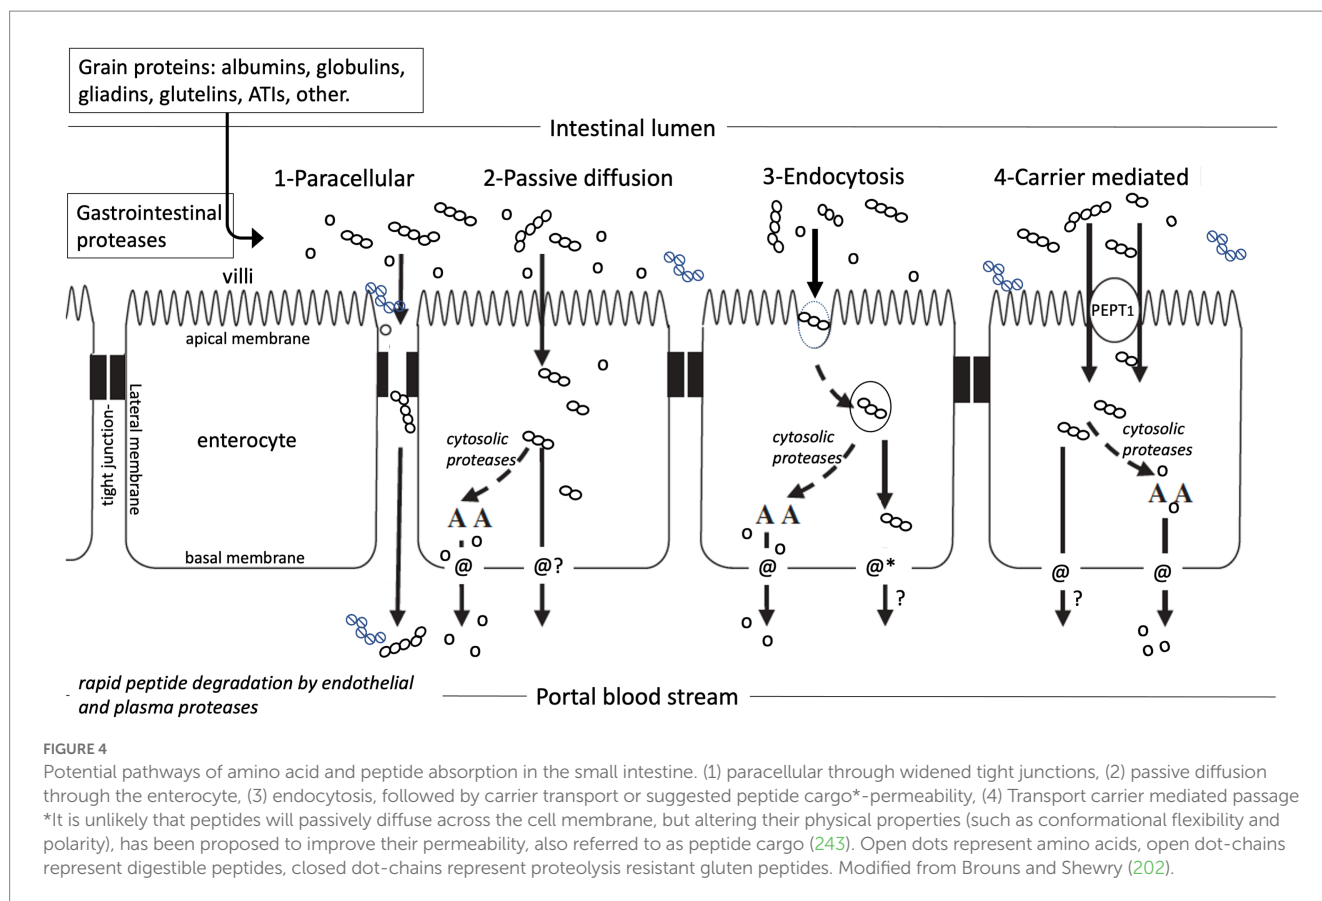 Grain proteins: albumins, globulins,
gliadins, glutelins, ATIs, other.
Intestinal lumen
1-Paracellular
2-Passive diffusion
3-Endocytosis
4-Carrier mediated
Gastrointestinal
proteases
villi
apical membrane
PEPT1
tight junction-
Lateral membrane
enterocyte
cytosolic
proteases
A A
@
@?
cytosolic
proteases
A A
@
@*
?
cytosolic
proteases
A A
@
?
@
basal membrane
rapid peptide degradation by endothelial
and plasma proteases
Portal blood stream
FIGURE 4
Potential pathways of amino acid and peptide absorption in the small intestine. (1) paracellular through widened tight junctions, (2) passive diffusion
through the enterocyte, (3) endocytosis, followed by carrier transport or suggested peptide cargo*-permeability, (4) Transport carrier mediated passage
*It is unlikely that peptides will passively diffuse across the cell membrane, but altering their physical properties (such as conformational flexibility and
polarity), has been proposed to improve their permeability, also referred to as peptide cargo (243). Open dots represent amino acids, open dot-chains
represent digestible peptides, closed dot-chains represent proteolysis resistant gluten peptides. Modified from Brouns and Shewry (202).